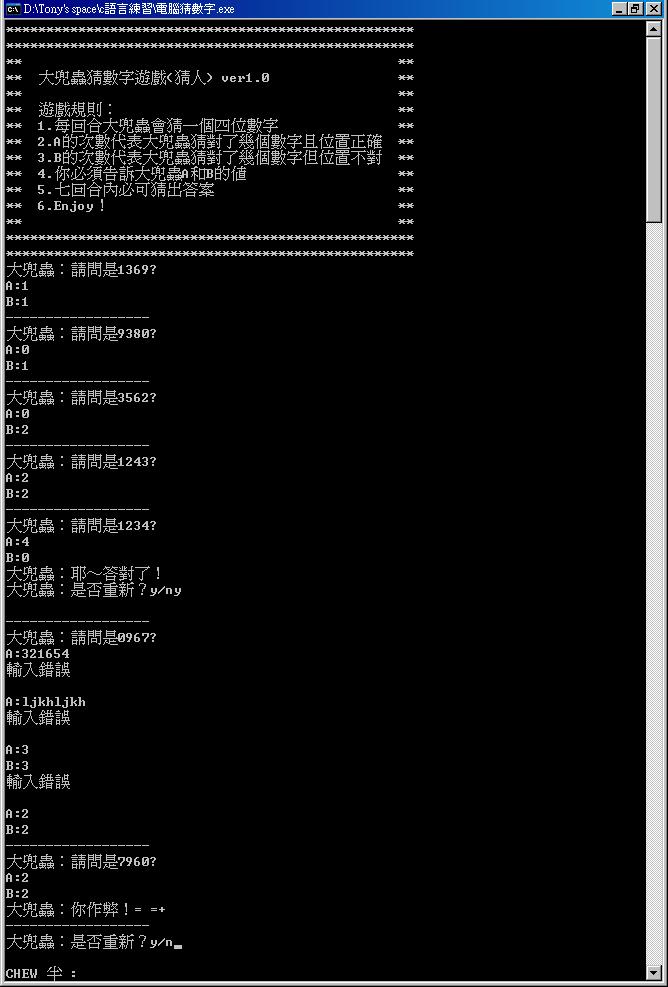 D:\Tony's space\c語言練習\電腦猜數字.exe
***************************************************
***************************************************
** **
** 大兜蟲猜數字遊戲(猜人) ver1.0 **
** **
** 遊戲規則： **
** 1.每回合大兜蟲會猜一個四位數字 **
** 2.A的次數代表大兜蟲猜對了幾個數字且位置正確 **
** 3.B的次數代表大兜蟲猜對了幾個數字但位置不對 **
** 4.你必須告訴大兜蟲A和B的值 **
** 5.七回合內必可猜出答案 **
** 6.Enjoy！ **
** **
***************************************************
***************************************************
大兜蟲：請問是1369?
A:1
B:1
------------------
大兜蟲：請問是9380?
A:0
B:1
------------------
大兜蟲：請問是3562?
A:0
B:2
------------------
大兜蟲：請問是1243?
A:2
B:2
------------------
大兜蟲：請問是1234?
A:4
B:0
大兜蟲：耶～答對了！
大兜蟲：是否重新？y/ny
------------------
大兜蟲：請問是0967?
A:321654
輸入錯誤
A:ljkhljkh
輸入錯誤
A:3
B:3
輸入錯誤
A:2
B:2
------------------
大兜蟲：請問是7960?
A:2
B:2
大兜蟲：你作弊！= =+
------------------
大兜蟲：是否重新？y/n_
CHEW 半 :